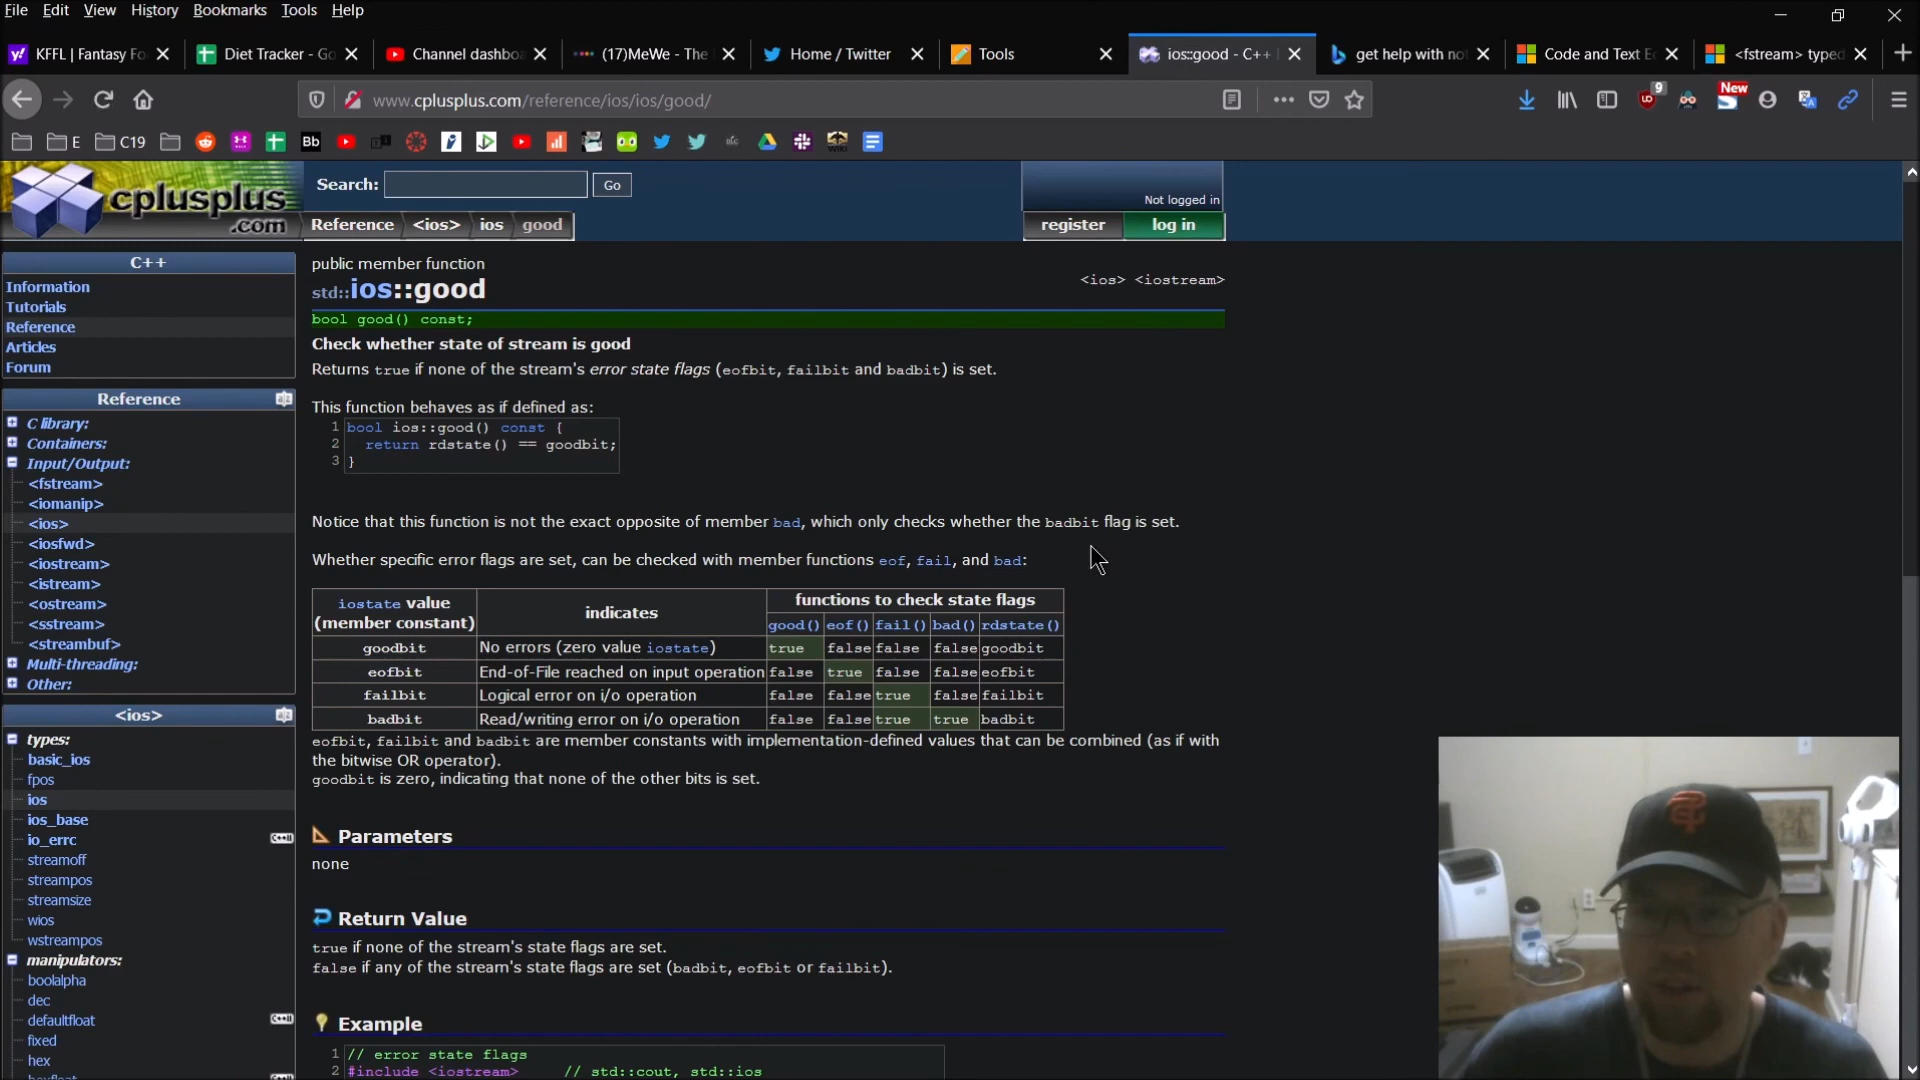 File Edit View History Bookmarks Tools Help
KFFL | Fantasy Fo Diet Tracker - Go Channel dashboa (17)MeWe - The Home / Twitter Tools ios::good - C++ get help with not Code and Text Ed <fstream> typed
www.cplusplus.com/reference/ios/ios/good/
9 New
E C19 Bb
cplusplus
.com
Search: Go
Not logged in
Reference <ios> ios good
register log in
C++
Information
Tutorials
Reference
Articles
Forum
Reference
C library:
Containers:
Input/Output:
<fstream>
<iomanip>
<ios>
<iosfwd>
<iostream>
<istream>
<ostream>
<sstream>
<streambuf>
Multi-threading:
Other:
<ios>
types:
basic_ios
fpos
ios
ios_base
io_errc
streamoff
streampos
streamsize
wios
wstreampos
manipulators:
boolalpha
dec
defaultfloat
fixed
hex
public member function
<ios> <iostream>
std::ios::good
bool good() const;
Check whether state of stream is good
Returns true if none of the stream's error state flags (eofbit, failbit and badbit) is set.
This function behaves as if defined as:
1 bool ios::good() const {
2 return rdstate() == goodbit;
3 }
Notice that this function is not the exact opposite of member bad, which only checks whether the badbit flag is set.
Whether specific error flags are set, can be checked with member functions eof, fail, and bad:
iostate value
(member constant)
indicates
functions to check state flags
good() eof() fail() bad() rdstate()
goodbit No errors (zero value iostate) true false false false goodbit
eofbit End-of-File reached on input operation false true false false eofbit
failbit Logical error on i/o operation false false true false failbit
badbit Read/writing error on i/o operation false false true true badbit
eofbit, failbit and badbit are member constants with implementation-defined values that can be combined (as if with
the bitwise OR operator).
goodbit is zero, indicating that none of the other bits is set.
Parameters
none
Return Value
true if none of the stream's state flags are set.
false if any of the stream's state flags are set (badbit, eofbit or failbit).
Example
1 // error state flags
2 #include <iostream> // std::cout, std::ios